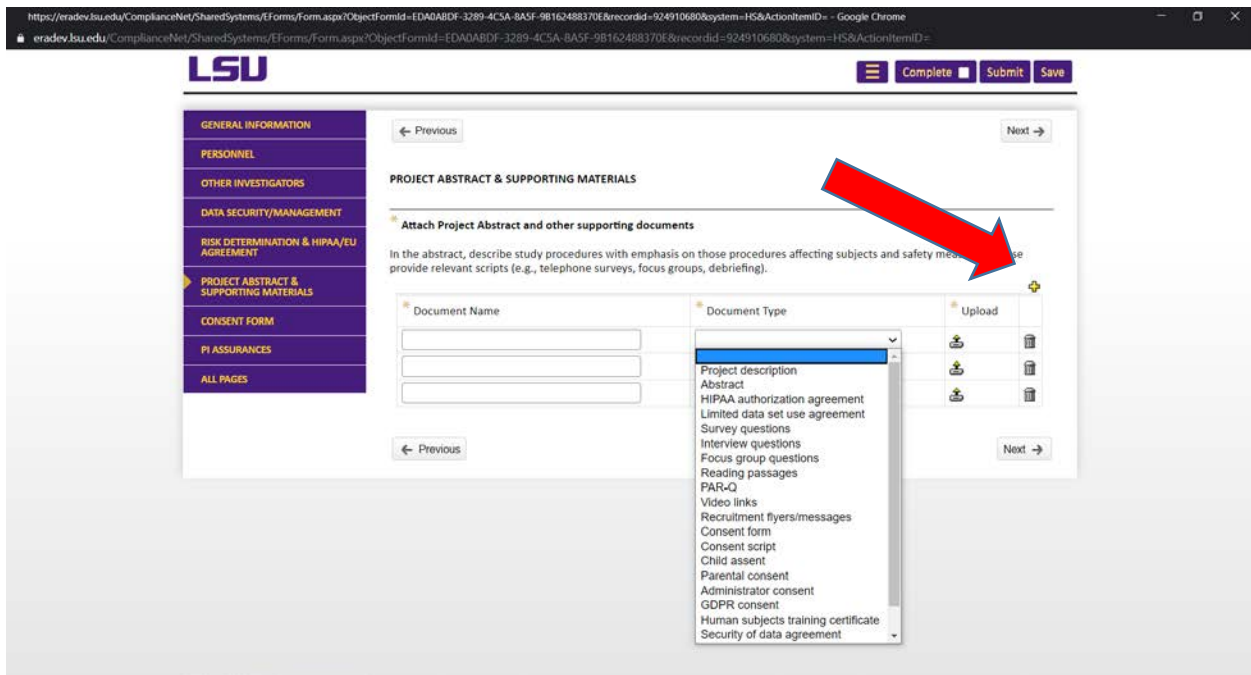 https://eradev.lsu.edu/ComplianceNet/SharedSystems/EForms/Form.aspx?ObjectFormId=EDA0ABDF-3289-4C5A-8A5F-9B162488370E&recordid=924910680&system=HS&ActionItemID= - Google Chrome
eradev.lsu.edu/ComplianceNet/SharedSystems/EForms/Form.aspx?ObjectFormId=EDA0ABDF-3289-4C5A-8A5F-9B162488370E&recordid=924910680&system=HS&ActionItemID=
LSU
Complete Submit Save
GENERAL INFORMATION
PERSONNEL
OTHER INVESTIGATORS
DATA SECURITY/MANAGEMENT
RISK DETERMINATION & HIPAA/EU
AGREEMENT
PROJECT ABSTRACT &
SUPPORTING MATERIALS
CONSENT FORM
PI ASSURANCES
ALL PAGES
← Previous
Next →
PROJECT ABSTRACT & SUPPORTING MATERIALS
* Attach Project Abstract and other supporting documents
In the abstract, describe study procedures with emphasis on those procedures affecting subjects and safety
provide relevant scripts (e.g., telephone surveys, focus groups, debriefing).
* Document Name
* Document Type
* Upload
Project description
Abstract
HIPAA authorization agreement
Limited data set use agreement
Survey questions
Interview questions
Focus group questions
Reading passages
PAR-Q
Video links
Recruitment flyers/messages
Consent form
Consent script
Child assent
Parental consent
Administrator consent
GDPR consent
Human subjects training certificate
Security of data agreement
← Previous
Next →